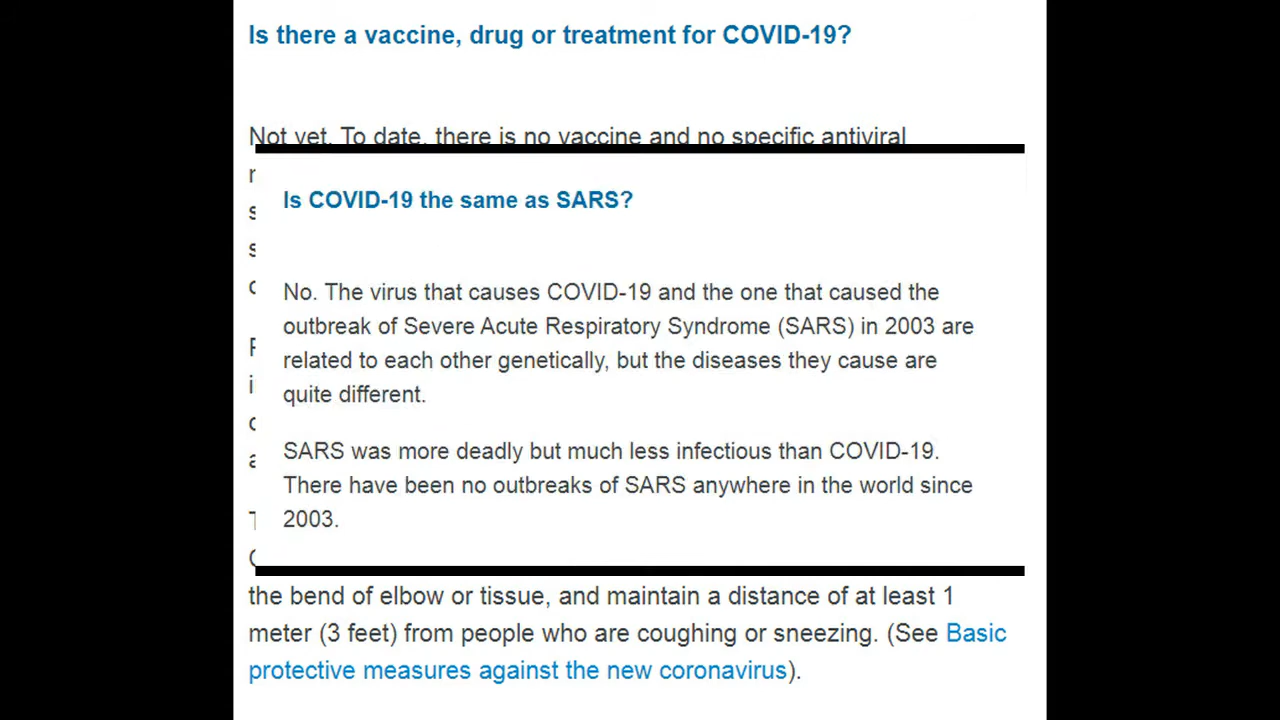 Is there a vaccine, drug or treatment for COVID-19?
Not yet. To date, there is no vaccine and no specific antiviral
Is COVID-19 the same as SARS?
No. The virus that causes COVID-19 and the one that caused the
outbreak of Severe Acute Respiratory Syndrome (SARS) in 2003 are
related to each other genetically, but the diseases they cause are
quite different.
SARS was more deadly but much less infectious than COVID-19.
There have been no outbreaks of SARS anywhere in the world since
2003.
the bend of elbow or tissue, and maintain a distance of at least 1
meter (3 feet) from people who are coughing or sneezing. (See Basic
protective measures against the new coronavirus).